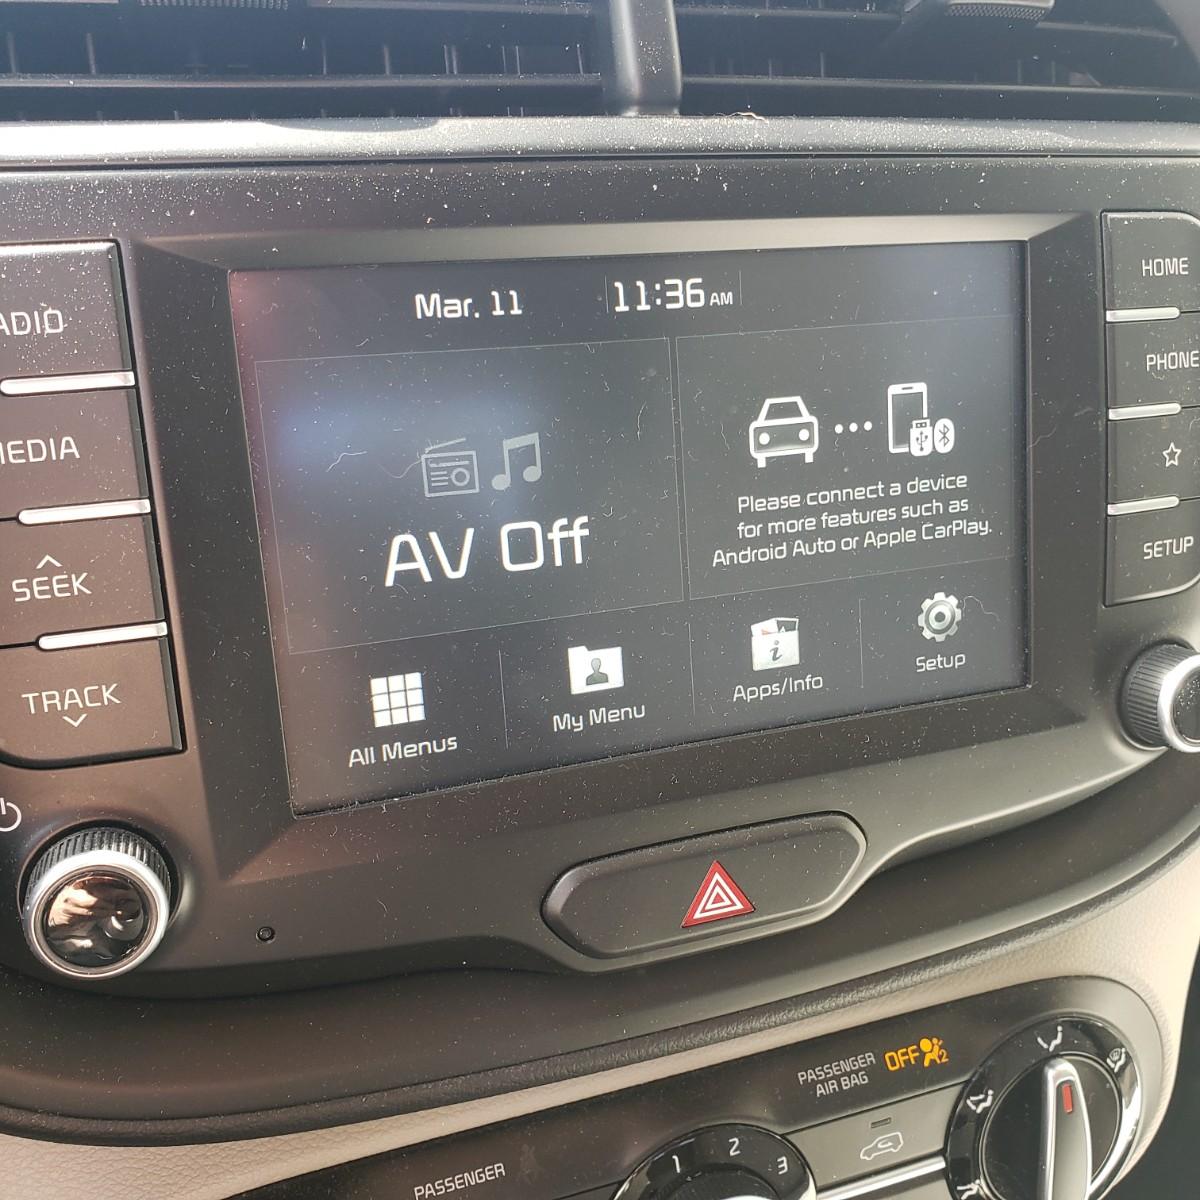 Mar. 11
11:36 AM
ADIO
MEDIA
SEEK
TRACK
AV Off
Please connect a device
for more features such as
Android Auto or Apple CarPlay.
All Menus
My Menu
Apps/Info
Setup
HOME
PHONE
SETUP
PASSENGER
AIR BAG
OFF
2
PASSENGER
1 2 3